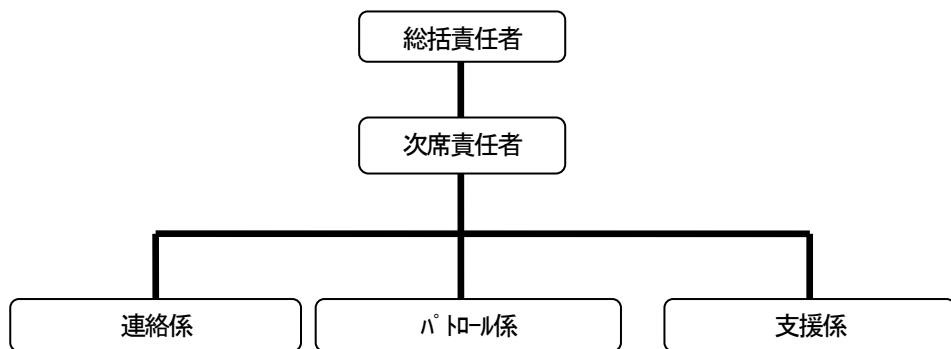 総括責任者
次席責任者
連絡係
ﾊﾟﾄﾛｰﾙ係
支援係